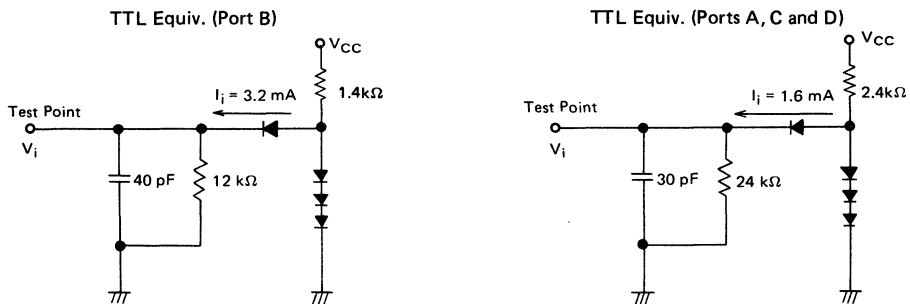 TTL Equiv. (Port B)
VCC
1.4kΩ
Ii = 3.2 mA
Test Point
Vi
40 pF
12 kΩ
TTL Equiv. (Ports A, C and D)
VCC
2.4kΩ
Ii = 1.6 mA
Test Point
Vi
30 pF
24 kΩ